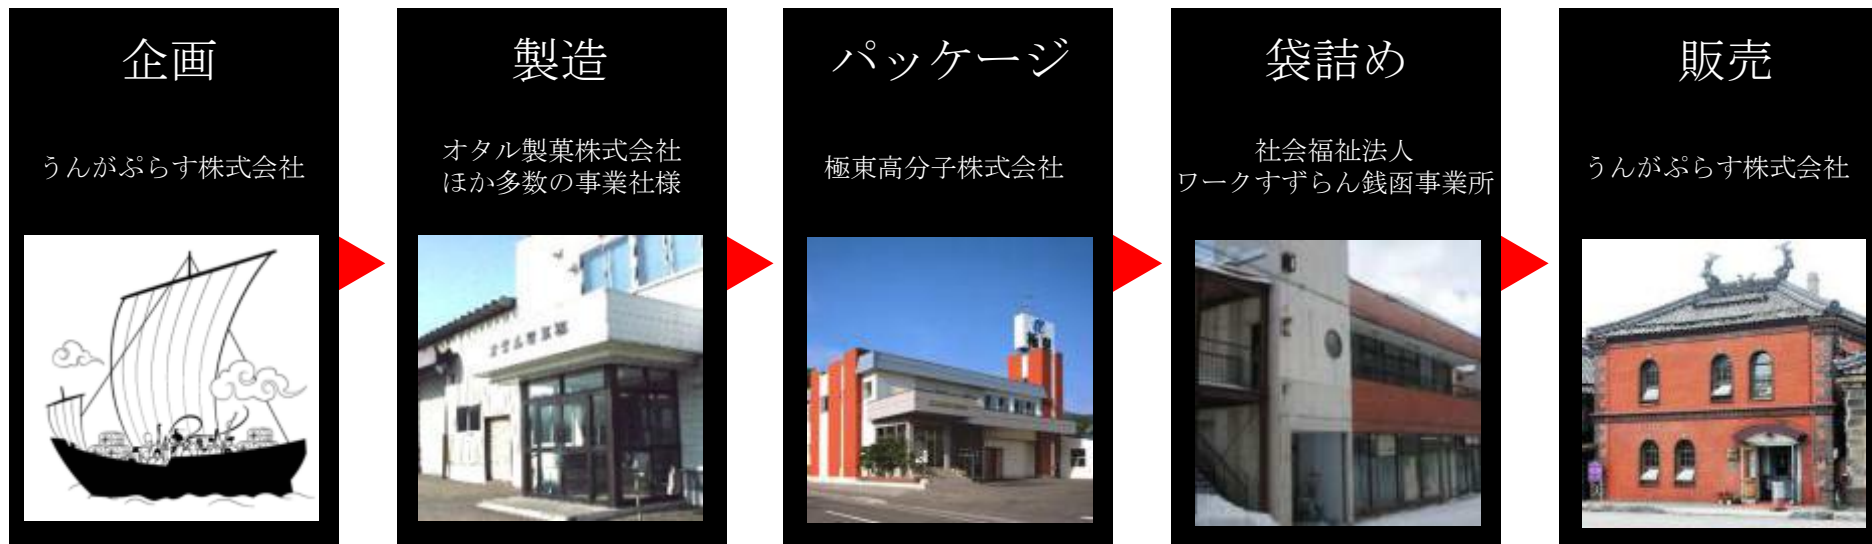 企画
うんがぷらす株式会社
製造
オタル製菓株式会社
ほか多数の事業社様
パッケージ
極東高分子株式会社
袋詰め
社会福祉法人
ワークすずらん銭函事業所
販売
うんがぷらす株式会社